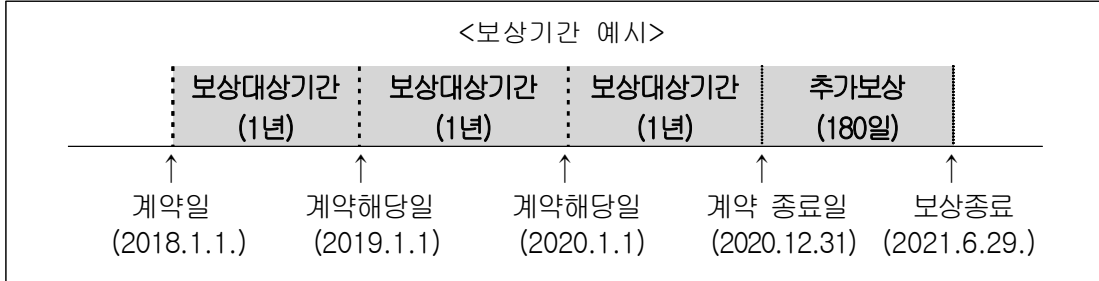 <보상기간 예시>
보상대상기간 보상대상기간 보상대상기간 추가보상
(1년) (1년) (1년) (180일)
↑ ↑ ↑ ↑ ↑
계약일 계약해당일 계약해당일 계약 종료일 보상종료
(2018.1.1.) (2019.1.1) (2020.1.1) (2020.12.31) (2021.6.29.)